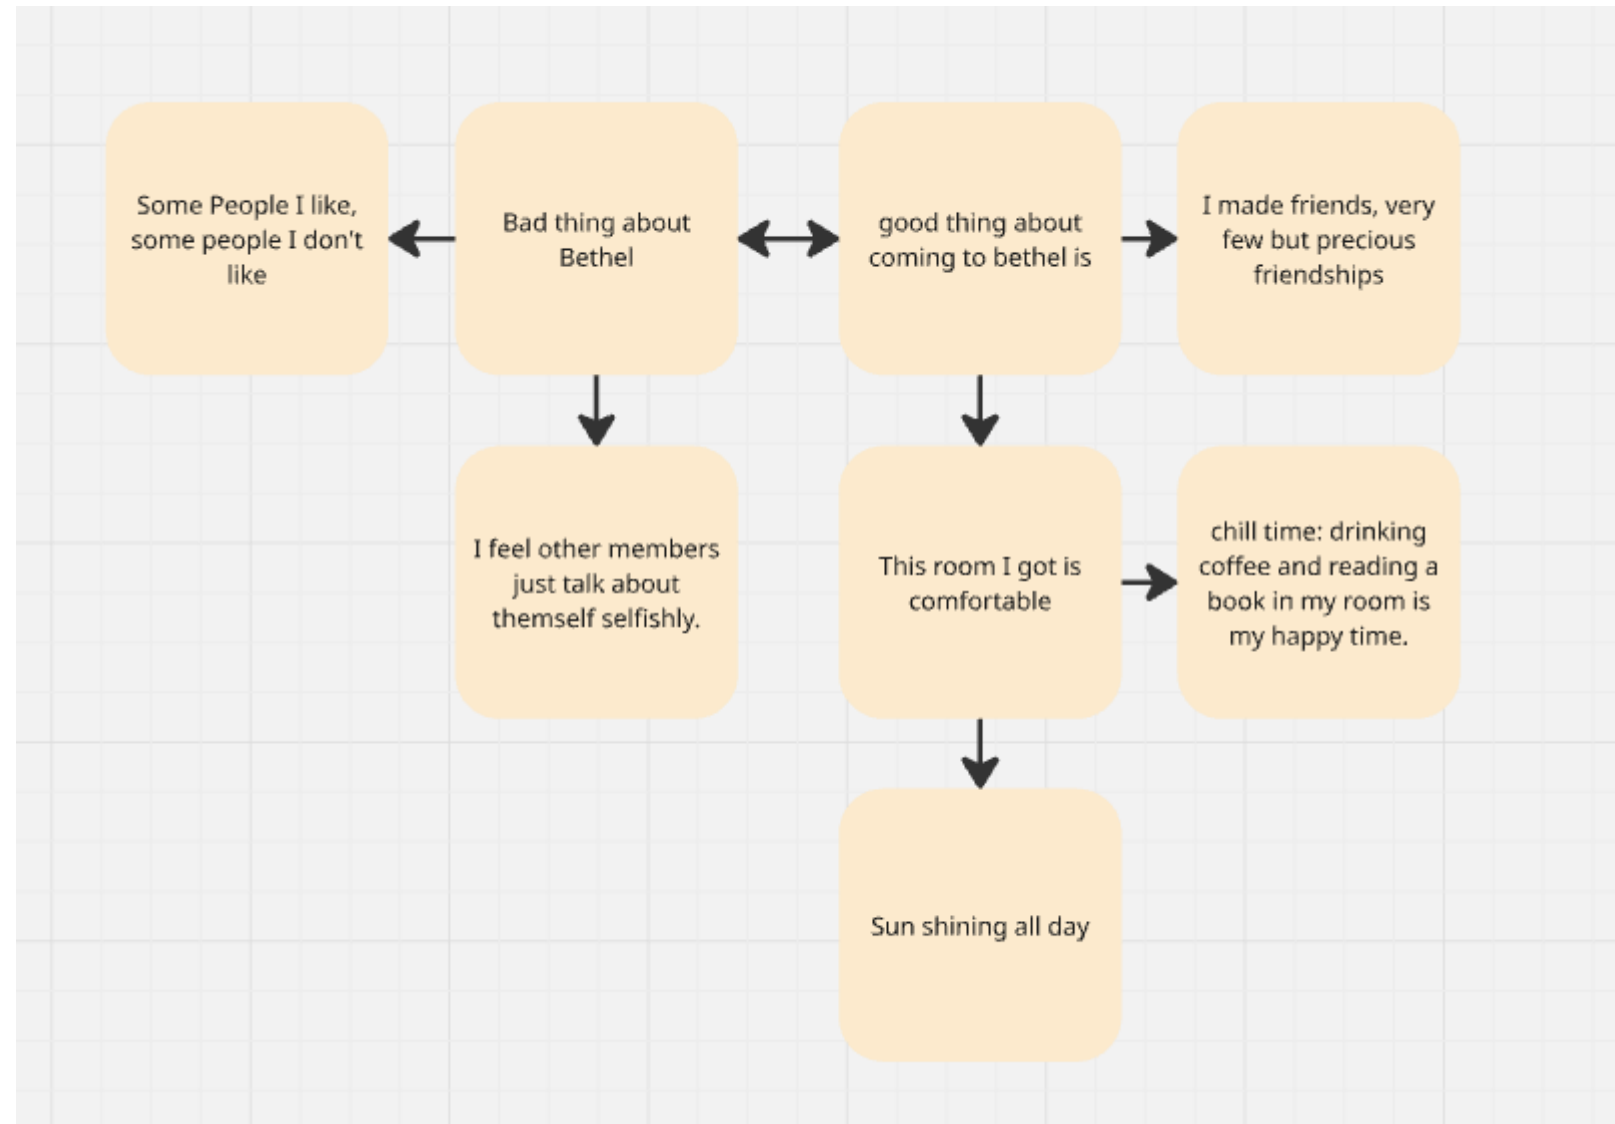 Some People I like,
some people I don't
like
Bad thing about
Bethel
good thing about
coming to bethel is
I made friends, very
few but precious
friendships
I feel other members
just talk about
themself selfishly.
This room I got is
comfortable
chill time: drinking
coffee and reading a
book in my room is
my happy time.
Sun shining all day